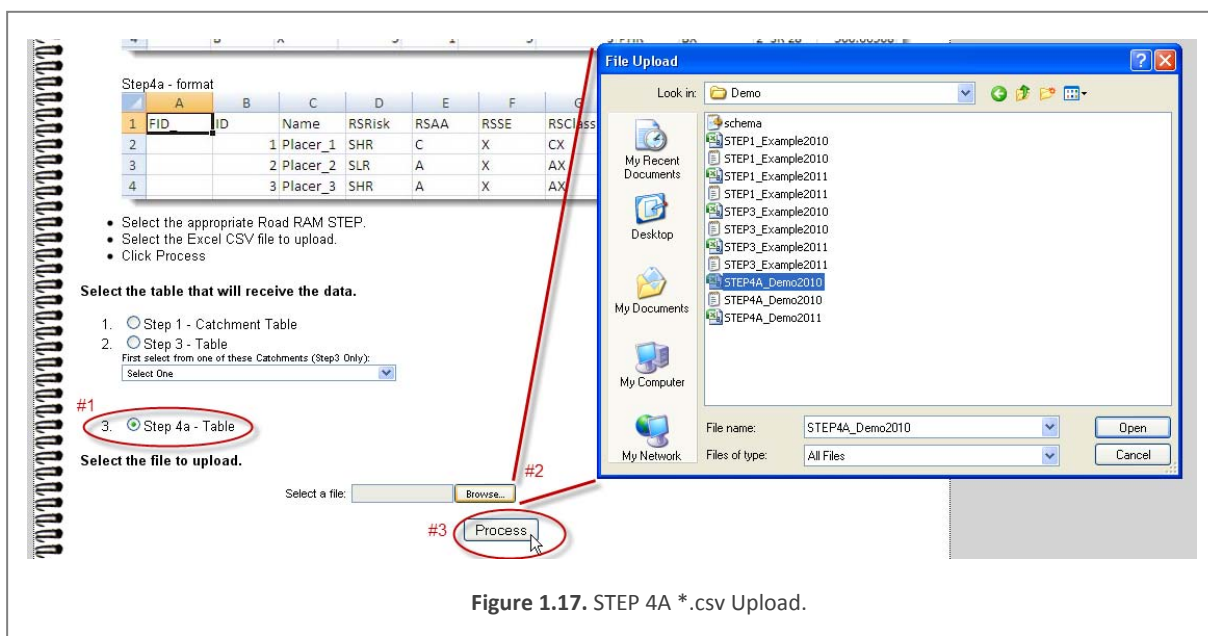 Step4a - format
A B C D E F G
1 FID_ ID Name RSRisk RSAA RSSE RSClass
2 1 Placer_1 SHR C X CX
3 2 Placer_2 SLR A X AX
4 3 Placer_3 SHR A X AX
• Select the appropriate Road RAM STEP.
• Select the Excel CSV file to upload.
• Click Process
Select the table that will receive the data.
1. Step 1 - Catchment Table
2. Step 3 - Table
First select from one of these Catchments (Step3 Only):
Select One
#1
3. Step 4a - Table
Select the file to upload.
#2
Select a file: Browse...
#3 Process
File Upload
Look in: Demo
My Recent Documents
Desktop
My Documents
My Computer
My Network
schema
STEP1_Example2010
STEP1_Example2010
STEP1_Example2011
STEP1_Example2011
STEP3_Example2010
STEP3_Example2010
STEP3_Example2011
STEP3_Example2011
STEP4A_Demo2010
STEP4A_Demo2010
STEP4A_Demo2011
File name: STEP4A_Demo2010 Open
Files of type: All Files Cancel
Figure 1.17. STEP 4A *.csv Upload.